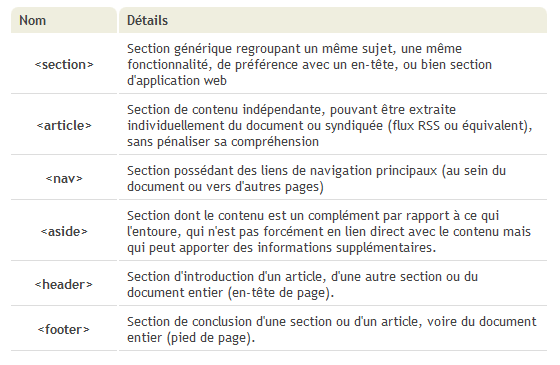 Nom Détails
<section> Section générique regroupant un même sujet, une même
fonctionnalité, de préférence avec un en-tête, ou bien section
d'application web
<article> Section de contenu indépendante, pouvant être extraite
individuellement du document ou syndiquée (flux RSS ou équivalent),
sans pénaliser sa compréhension
<nav> Section possédant des liens de navigation principaux (au sein du
document ou vers d'autres pages)
<aside> Section dont le contenu est un complément par rapport à ce qui
l'entoure, qui n'est pas forcément en lien direct avec le contenu mais
qui peut apporter des informations supplémentaires.
<header> Section d'introduction d'un article, d'une autre section ou du
document entier (en-tête de page).
<footer> Section de conclusion d'une section ou d'un article, voire du document
entier (pied de page).